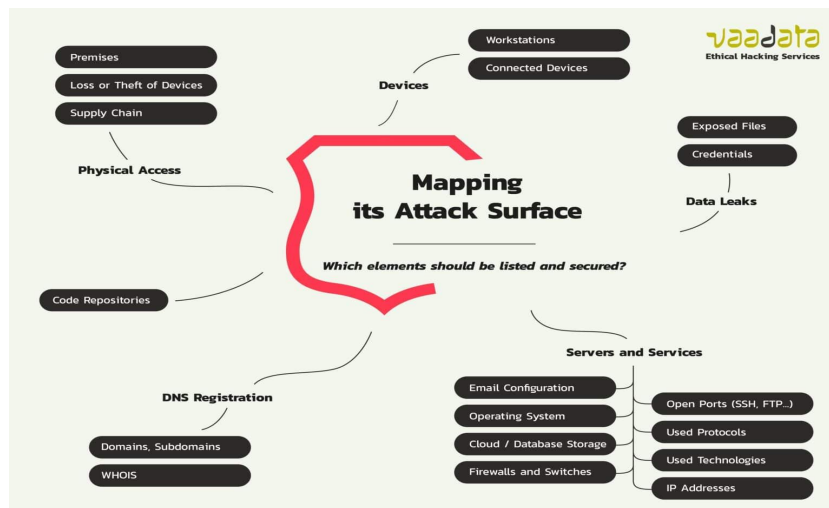 vaadata
Ethical Hacking Services
Premises
Loss or Theft of Devices
Supply Chain
Physical Access
Devices
Workstations
Connected Devices
Exposed Files
Credentials
Data Leaks
Mapping
its Attack Surface
Which elements should be listed and secured?
Code Repositories
DNS Registration
Domains, Subdomains
WHOIS
Servers and Services
Email Configuration
Operating System
Cloud / Database Storage
Firewalls and Switches
Open Ports (SSH, FTP...)
Used Protocols
Used Technologies
IP Addresses